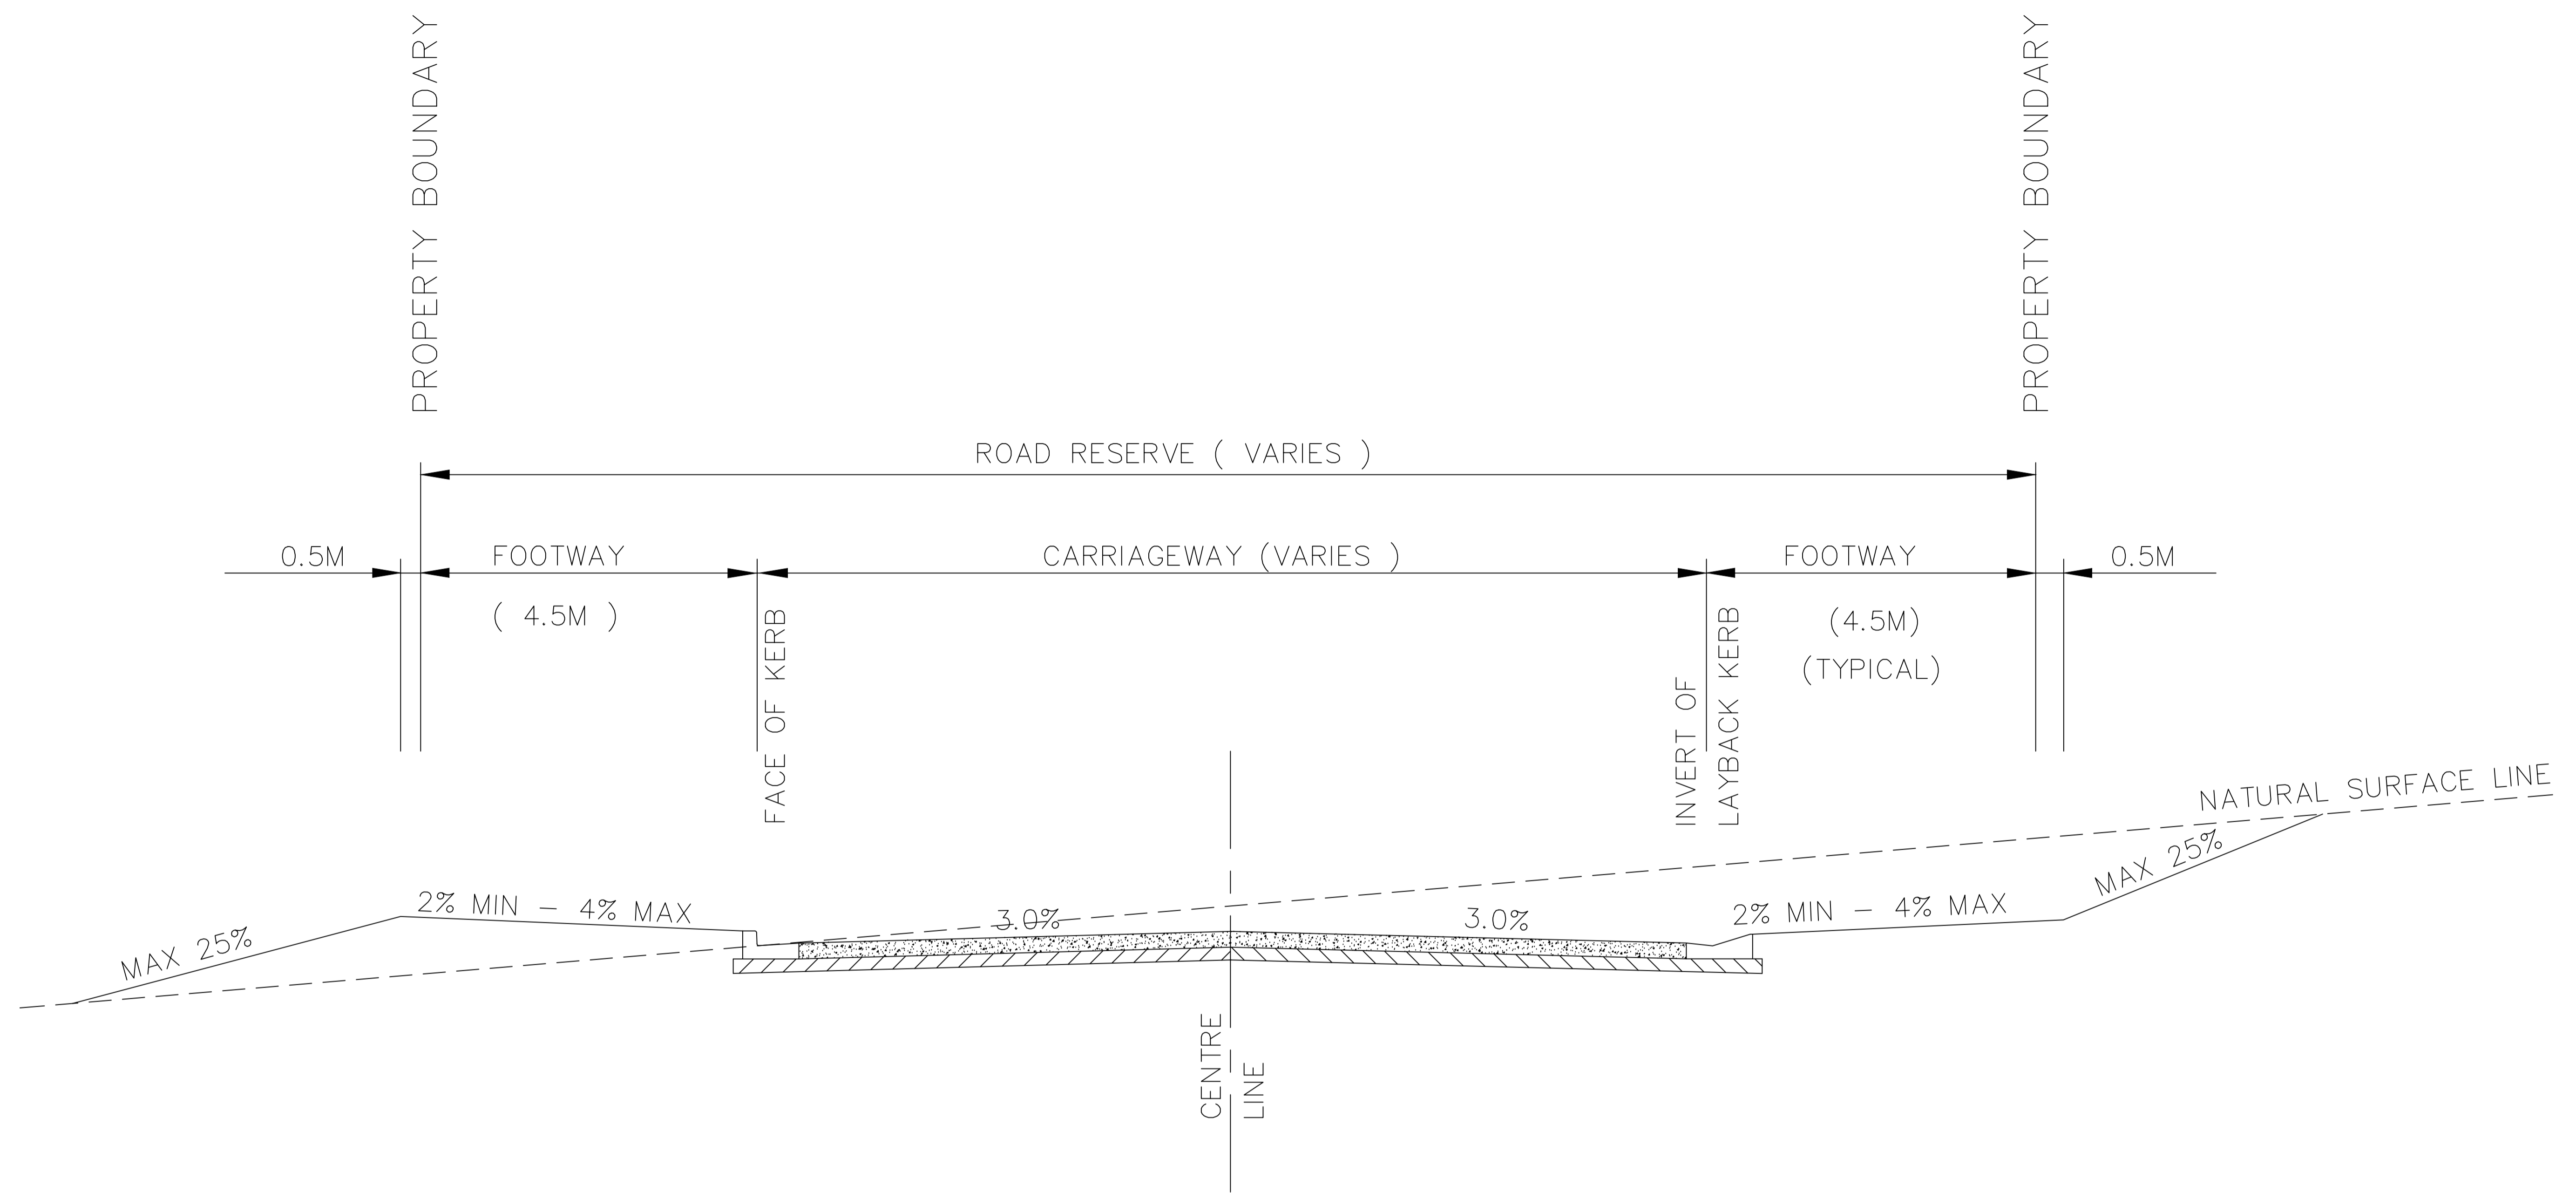 PROPERTY BOUNDARY
PROPERTY BOUNDARY
ROAD RESERVE ( VARIES )
0.5M
FOOTWAY
( 4.5M )
CARRIAGEWAY (VARIES )
FOOTWAY
(4.5M)
(TYPICAL)
0.5M
FACE OF KERB
INVERT OF
LAYBACK KERB
NATURAL SURFACE LINE
MAX 25%
2% MIN - 4% MAX
3.0%
3.0%
2% MIN - 4% MAX
MAX 25%
CENTRE
LINE